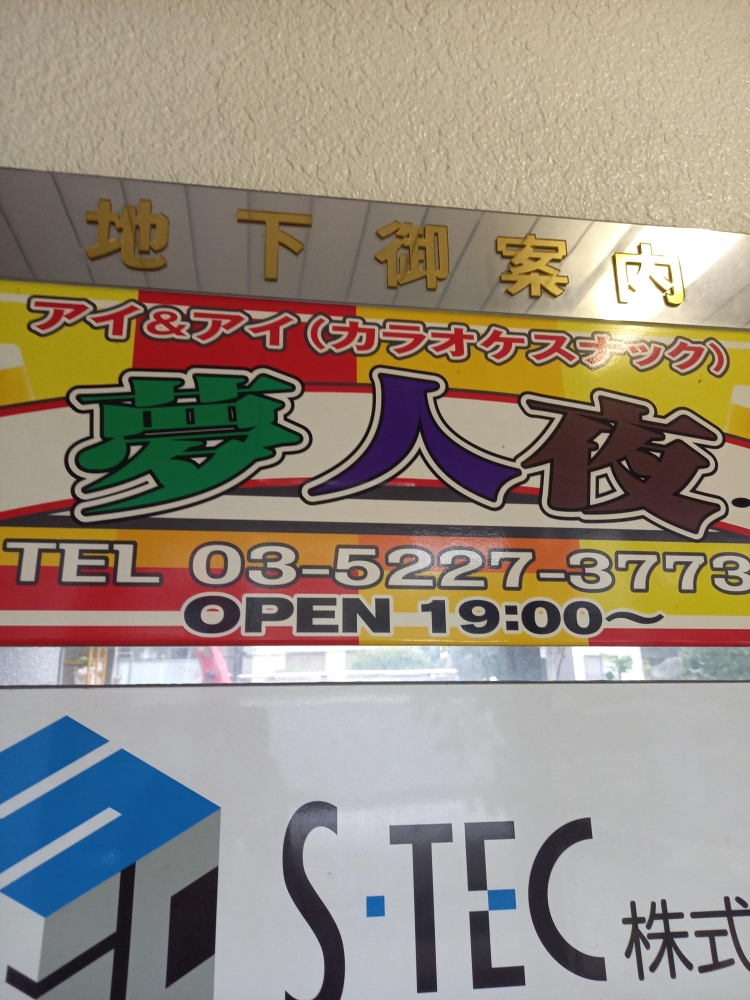 地下御案内
アイ&アイ(カラオケスナック)
夢人夜
TEL 03-5227-3773
OPEN 19:00～
S·TEC 株式